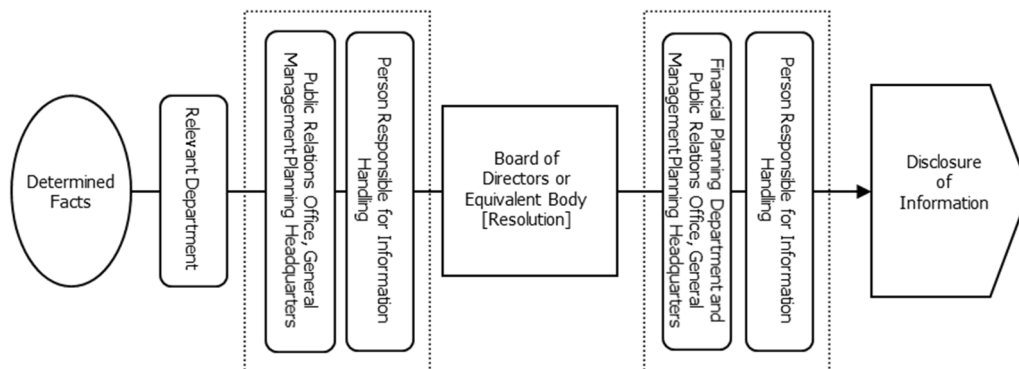 Determined
Facts
Relevant Department
Public Relations Office, General
Management Planning Headquarters
Person Responsible for Information
Handling
Board of
Directors or
Equivalent Body
[Resolution]
Financial Planning Department and
Public Relations Office, General
Management Planning Headquarters
Person Responsible for Information
Handling
Disclosure
of
Information